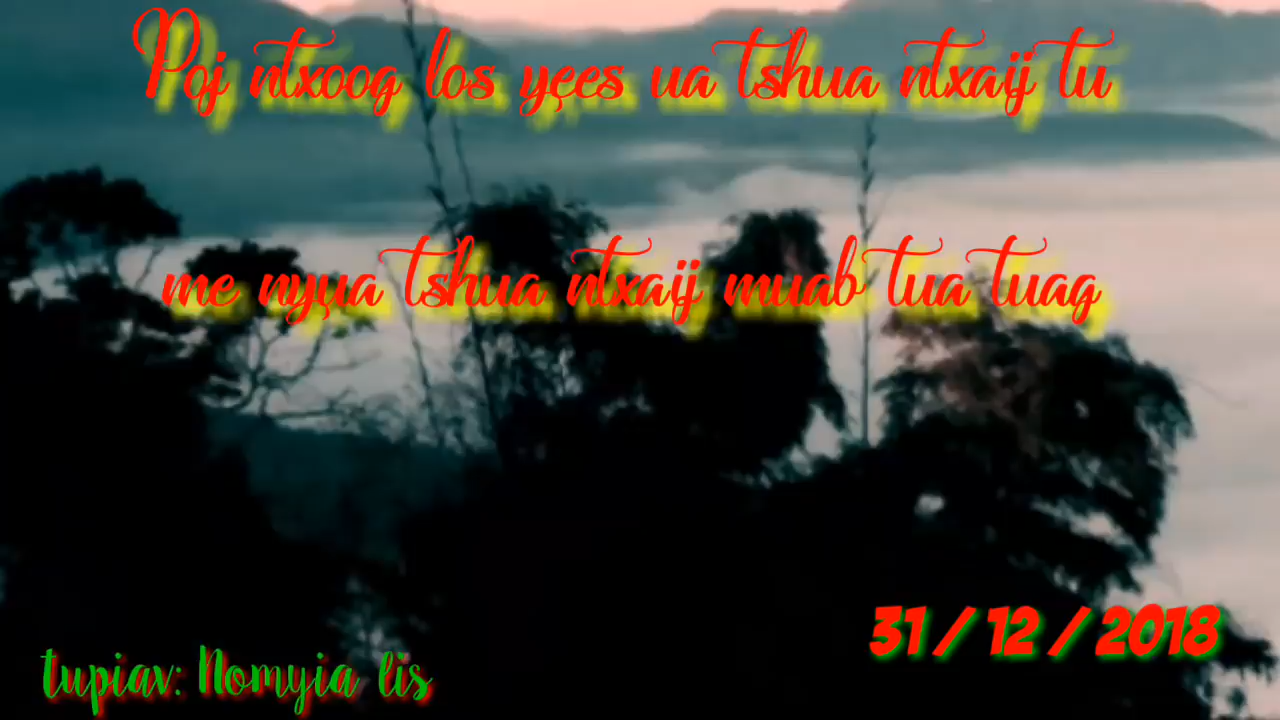 Poj ntxoog los yees ua tshua ntxaij tu
me nyua tshua ntxaij muab tua tuag
31/12/2018
tupiav: Nomyia lis